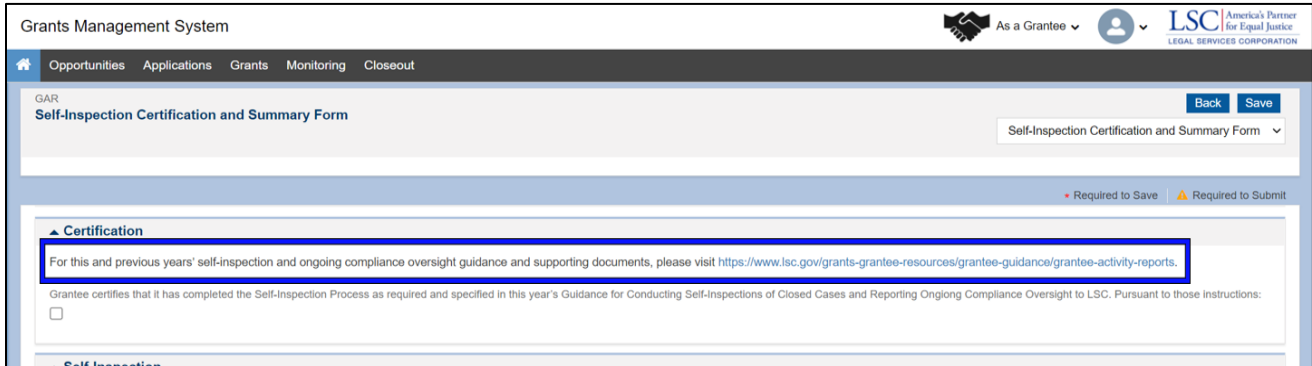 Grants Management System
As a Grantee
LSC America's Partner for Equal Justice
LEGAL SERVICES CORPORATION
Opportunities Applications Grants Monitoring Closeout
GAR
Self-Inspection Certification and Summary Form
Back Save
Self-Inspection Certification and Summary Form
Required to Save Required to Submit
Certification
For this and previous years' self-inspection and ongoing compliance oversight guidance and supporting documents, please visit https://www.lsc.gov/grants-grantee-resources/grantee-guidance/grantee-activity-reports.
Grantee certifies that it has completed the Self-Inspection Process as required and specified in this year's Guidance for Conducting Self-Inspections of Closed Cases and Reporting Ongiong Compliance Oversight to LSC. Pursuant to those instructions:
Self Inspection